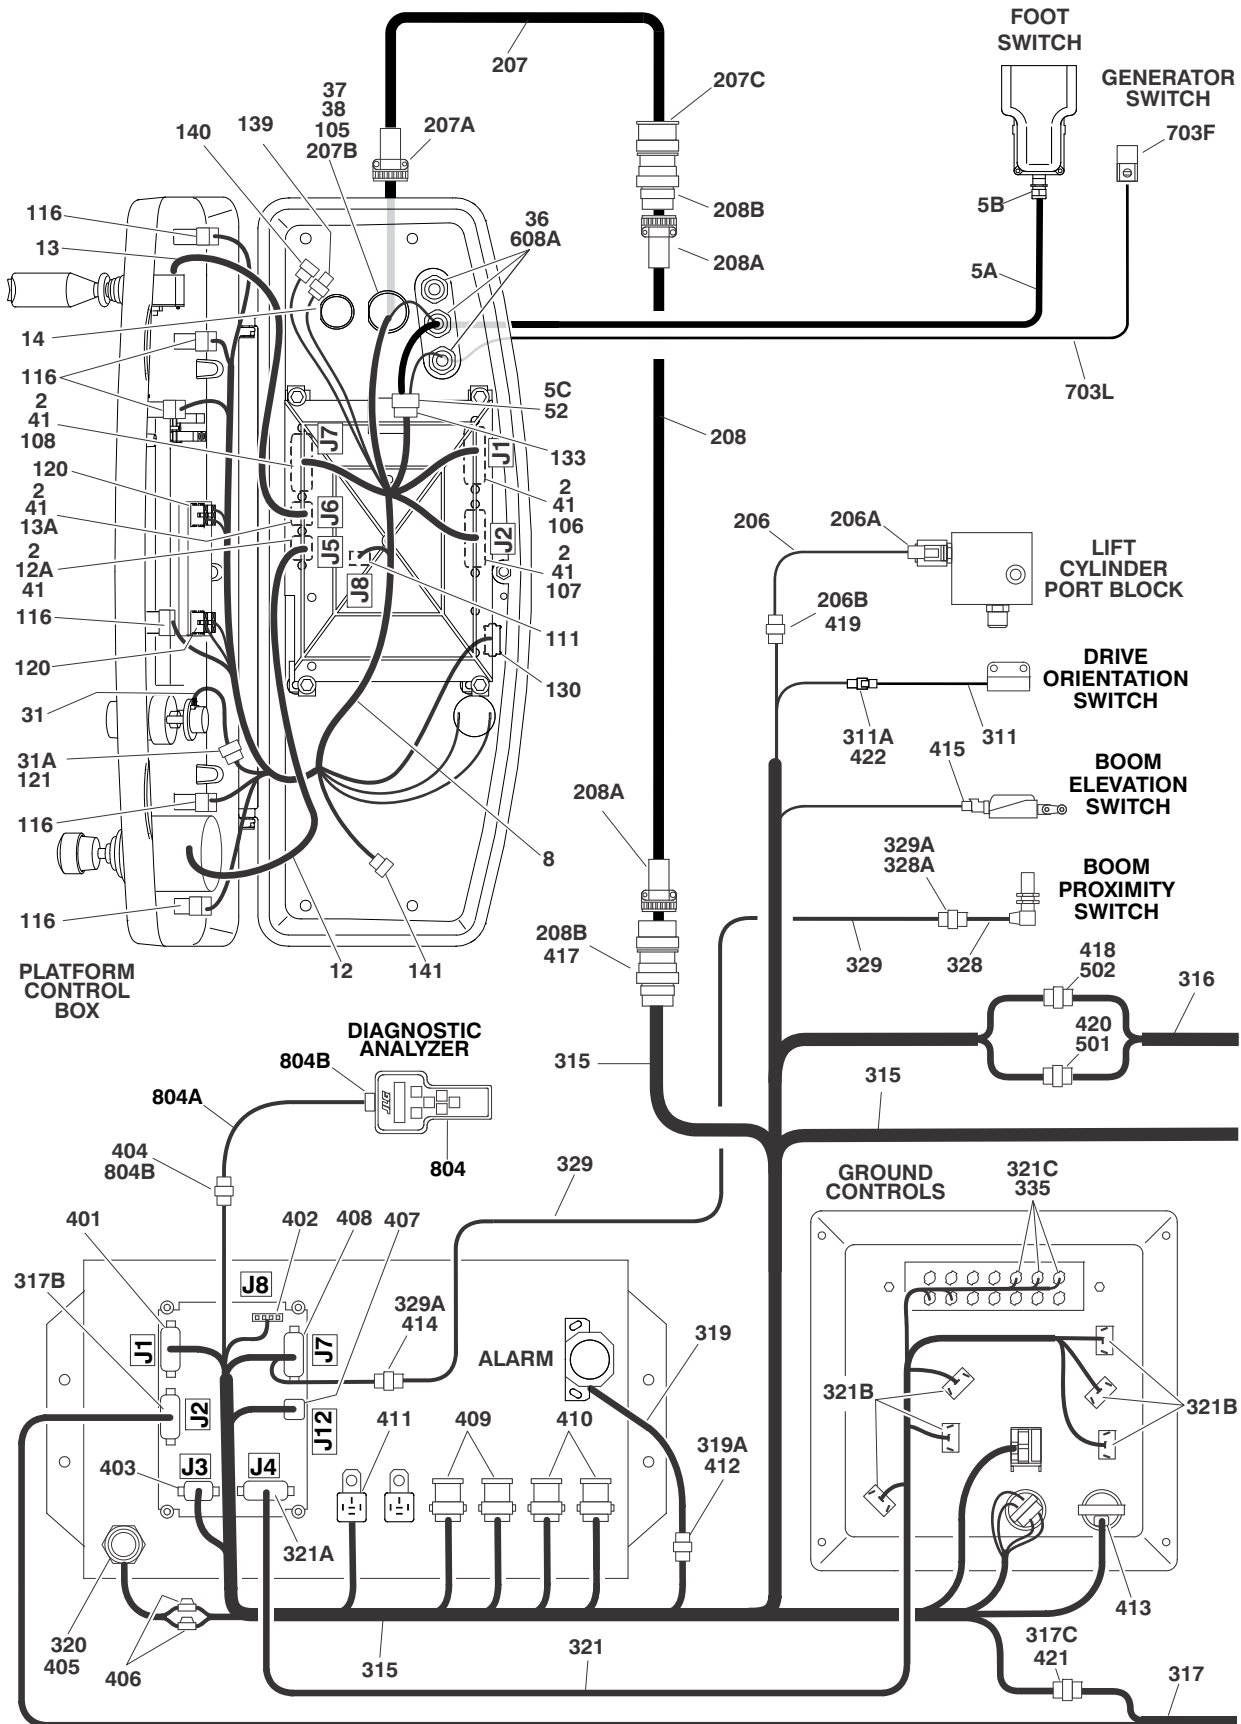 FOOT
SWITCH
GENERATOR
SWITCH
703F
207
207C
37
38
105
207B
207A
139
140
116
13
36
608A
208B
208A
5B
5A
14
116
2
41
108
5C
52
703L
208
J7
J1
133
120
2
41
13A
2
41
106
J6
J2
J5
J8
2
12A
41
2
41
107
206
206A
LIFT
CYLINDER
PORT BLOCK
116
206B
419
111
120
130
DRIVE
ORIENTATION
SWITCH
31
311A
422
311
415
BOOM
ELEVATION
SWITCH
31A
121
208A
116
8
329A
328A
BOOM
PROXIMITY
SWITCH
116
208B
417
12
141
329
328
418
502
316
PLATFORM
CONTROL
BOX
DIAGNOSTIC
ANALYZER
804B
420
501
315
315
804A
JLG
404
804B
804
329
GROUND
CONTROLS
321C
335
401
402
408
407
317B
J8
329A
414
319
J1
J7
ALARM
J2
J12
411
409
410
321B
321B
319A
412
403
J3
J4
321A
413
320
405
406
315
321
317C
421
317